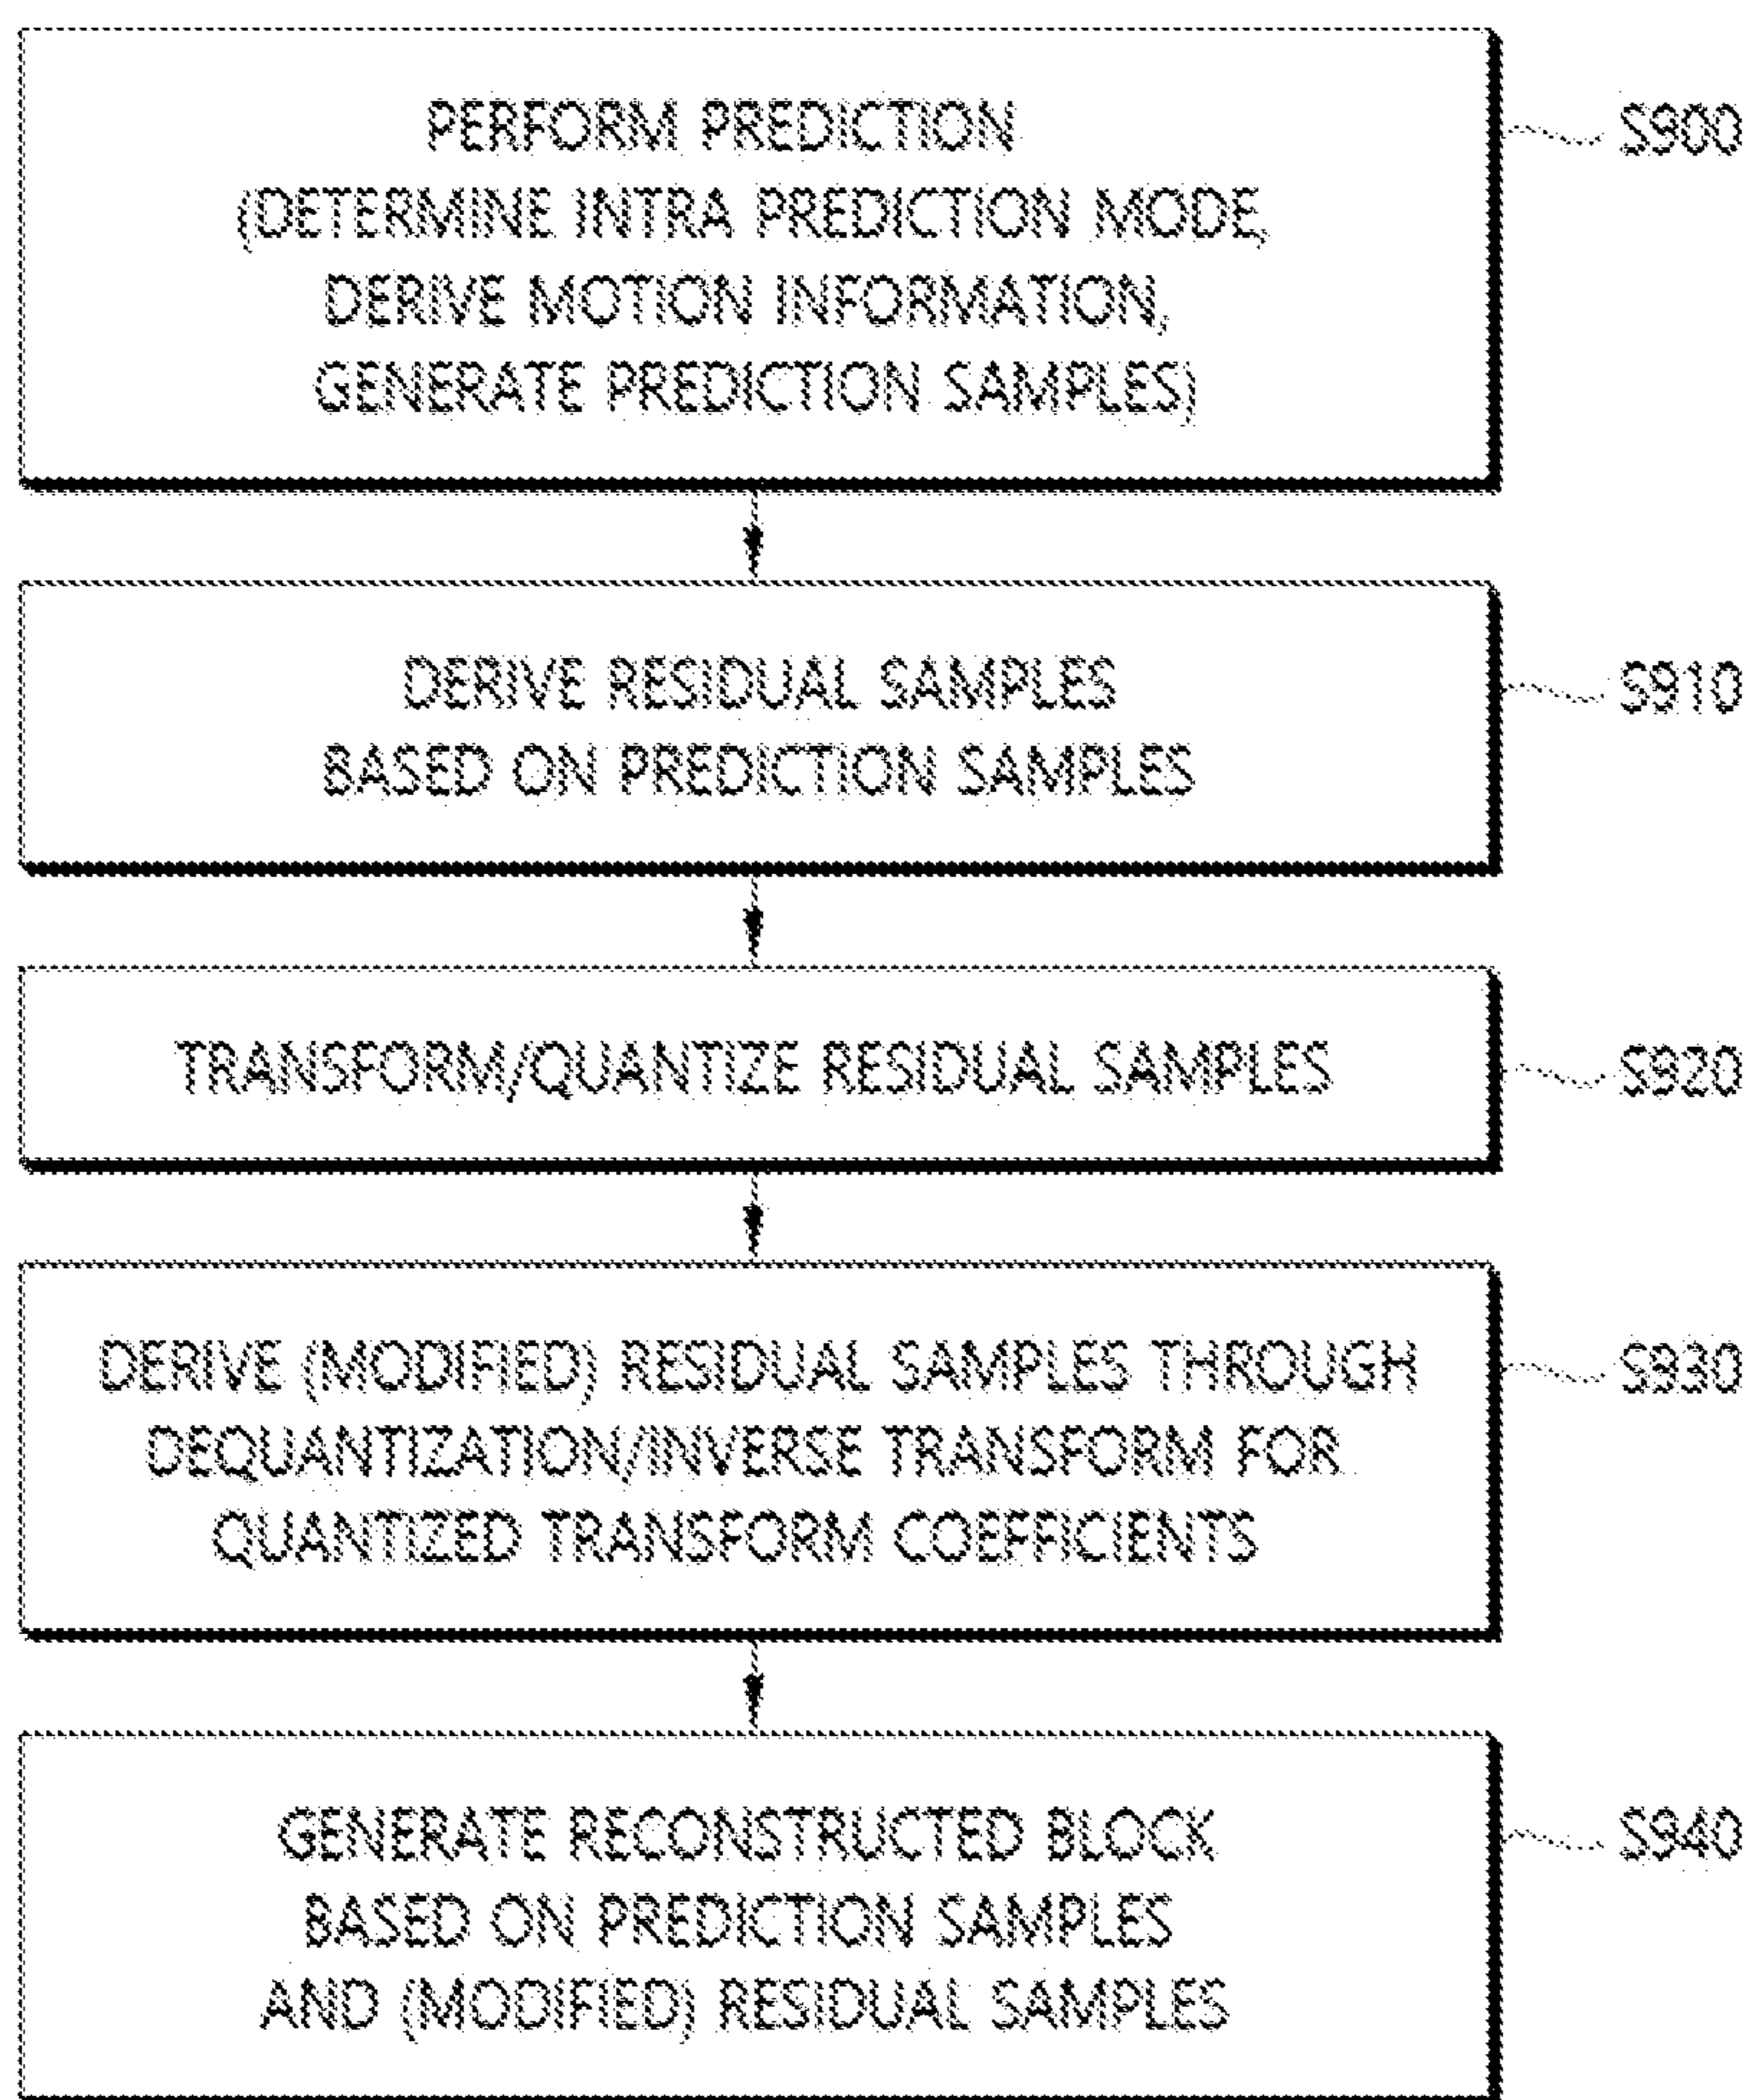 PERFORM PREDICTION
(DETERMINE INTRA PREDICTION MODE,
DERIVE MOTION INFORMATION,
GENERATE PREDICTION SAMPLES)
S900
DERIVE RESIDUAL SAMPLES
BASED ON PREDICTION SAMPLES
S910
TRANSFORM/QUANTIZE RESIDUAL SAMPLES
S920
DERIVE (MODIFIED) RESIDUAL SAMPLES THROUGH
DEQUANTIZATION/INVERSE TRANSFORM FOR
QUANTIZED TRANSFORM COEFFICIENTS
S930
GENERATE RECONSTRUCTED BLOCK
BASED ON PREDICTION SAMPLES
AND (MODIFIED) RESIDUAL SAMPLES
S940